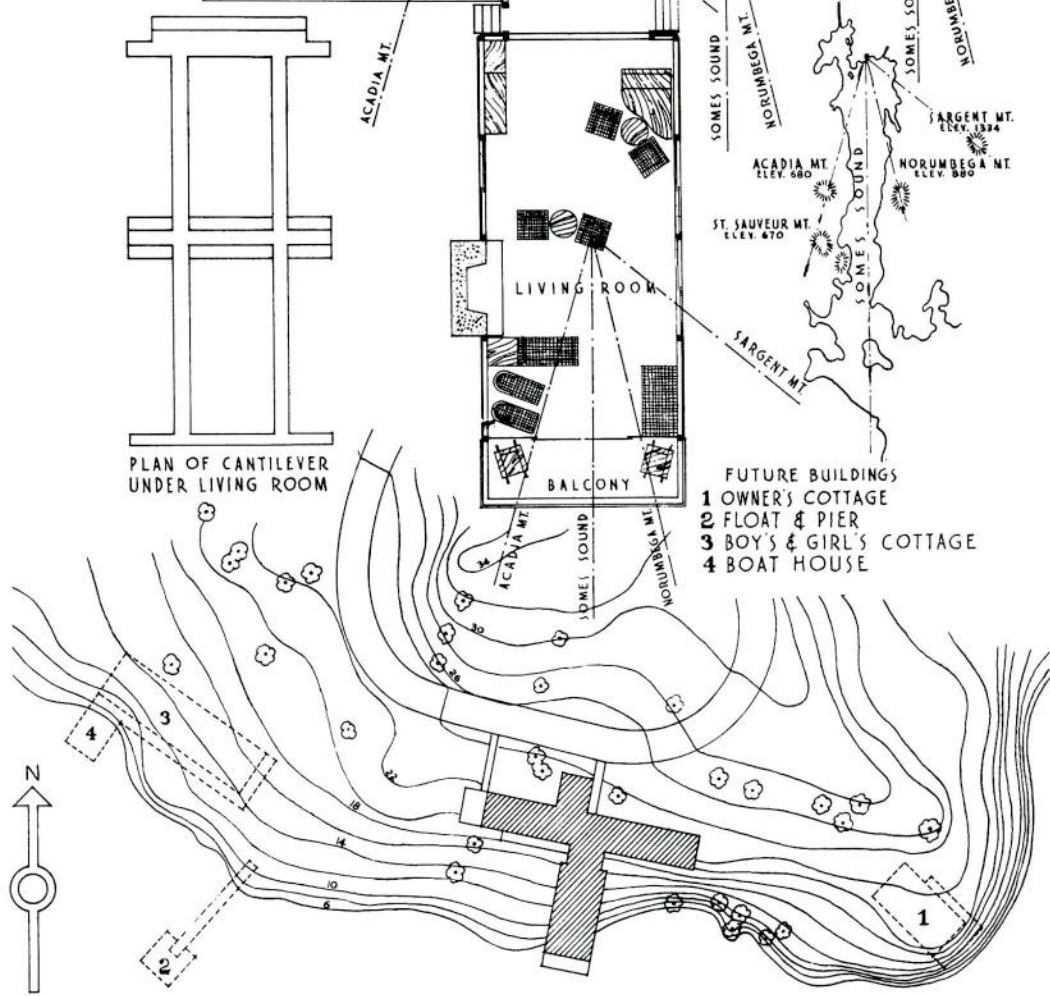 ACADIA MT.
SOMES SOUND
NORUMBEGA MT.
SOMES SO
NORUMBE
SARGENT MT.
ELEV. 1334
ACADIA MT.
ELEV. 680
NORUMBEGA MT.
ELEV. 880
ST. SAUVEUR MT.
ELEV. 670
SOMES SOUND
LIVING ROOM
SARGENT MT.
PLAN OF CANTILEVER
UNDER LIVING ROOM
BALCONY
ACADIA MT.
SOMES SOUND
NORUMBEGA MT.
FUTURE BUILDINGS
1 OWNER'S COTTAGE
2 FLOAT & PIER
3 BOY'S & GIRL'S COTTAGE
4 BOAT HOUSE
34
30
26
22
18
14
10
6
3
4
N
2
1